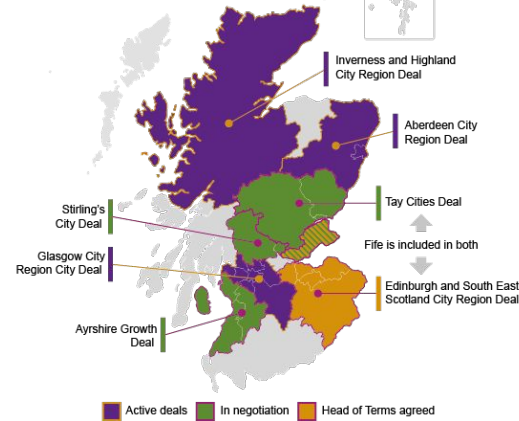 Inverness and Highland
City Region Deal
Aberdeen City
Region Deal
Stirling's
City Deal
Tay Cities Deal
Glasgow City
Region City Deal
Fife is included in both
Edinburgh and South East
Scotland City Region Deal
Ayrshire Growth
Deal
Active deals
In negotiation
Head of Terms agreed